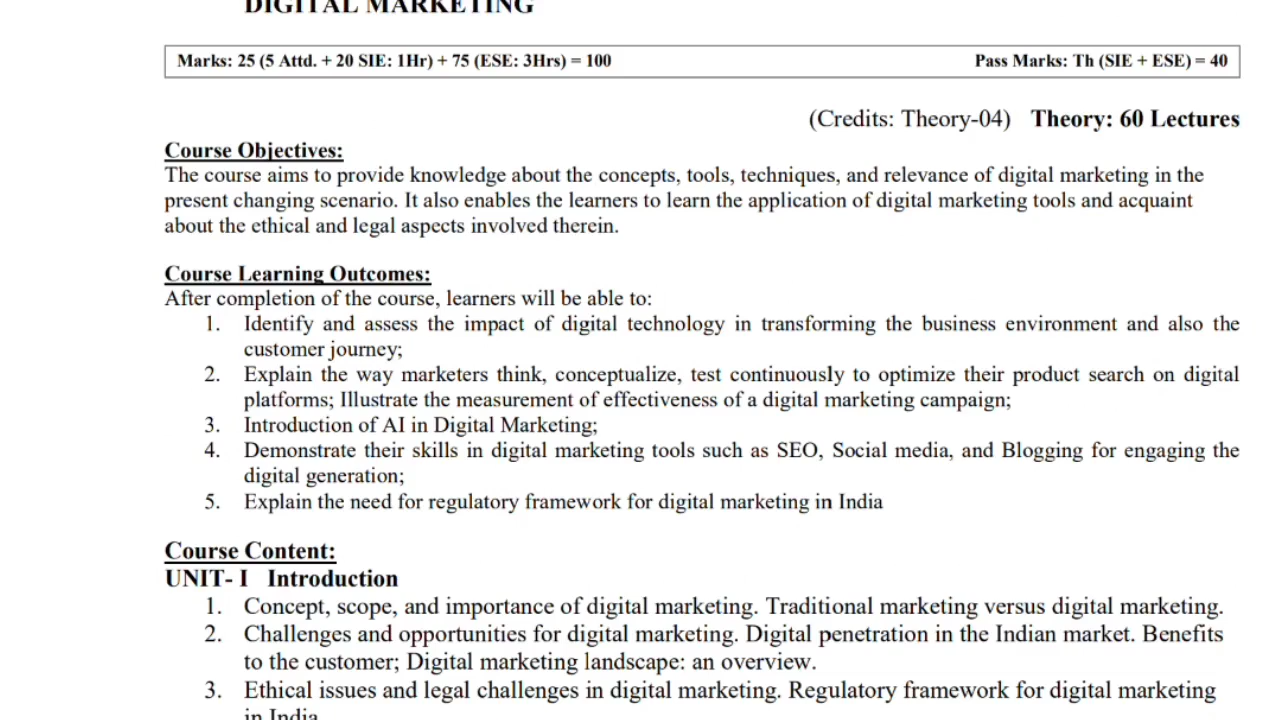 DIGITAL MARKETING
Marks: 25 (5 Attd. + 20 SIE: 1Hr) + 75 (ESE: 3Hrs) = 100 Pass Marks: Th (SIE + ESE) = 40
(Credits: Theory-04) Theory: 60 Lectures
Course Objectives:
The course aims to provide knowledge about the concepts, tools, techniques, and relevance of digital marketing in the
present changing scenario. It also enables the learners to learn the application of digital marketing tools and acquaint
about the ethical and legal aspects involved therein.
Course Learning Outcomes:
After completion of the course, learners will be able to:
1. Identify and assess the impact of digital technology in transforming the business environment and also the
customer journey;
2. Explain the way marketers think, conceptualize, test continuously to optimize their product search on digital
platforms; Illustrate the measurement of effectiveness of a digital marketing campaign;
3. Introduction of AI in Digital Marketing;
4. Demonstrate their skills in digital marketing tools such as SEO, Social media, and Blogging for engaging the
digital generation;
5. Explain the need for regulatory framework for digital marketing in India
Course Content:
UNIT- I Introduction
1. Concept, scope, and importance of digital marketing. Traditional marketing versus digital marketing.
2. Challenges and opportunities for digital marketing. Digital penetration in the Indian market. Benefits
to the customer; Digital marketing landscape: an overview.
3. Ethical issues and legal challenges in digital marketing. Regulatory framework for digital marketing
in India